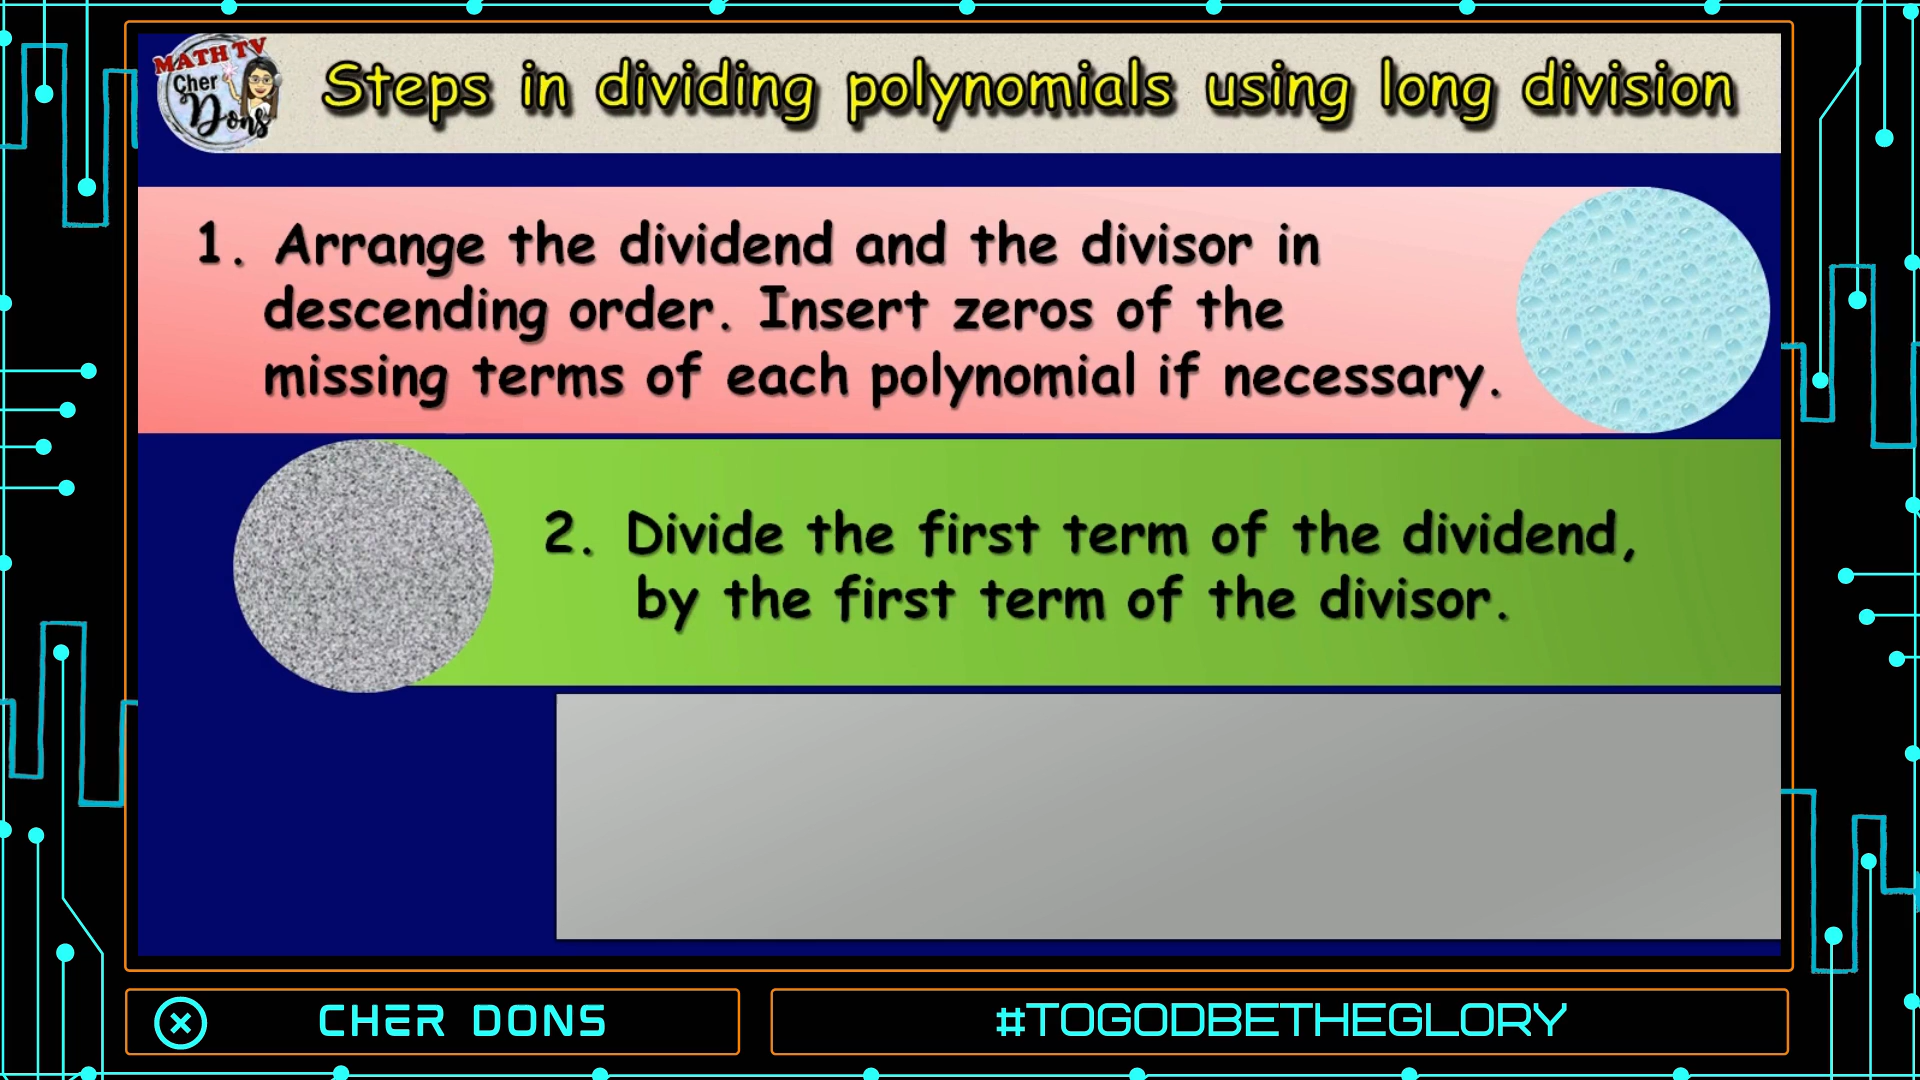 MATH TV
Cher
Dons
Steps in dividing polynomials using long division
1. Arrange the dividend and the divisor in
descending order. Insert zeros of the
missing terms of each polynomial if necessary.
2. Divide the first term of the dividend,
by the first term of the divisor.
CHER DONS
#TOGODBETHEGLORY